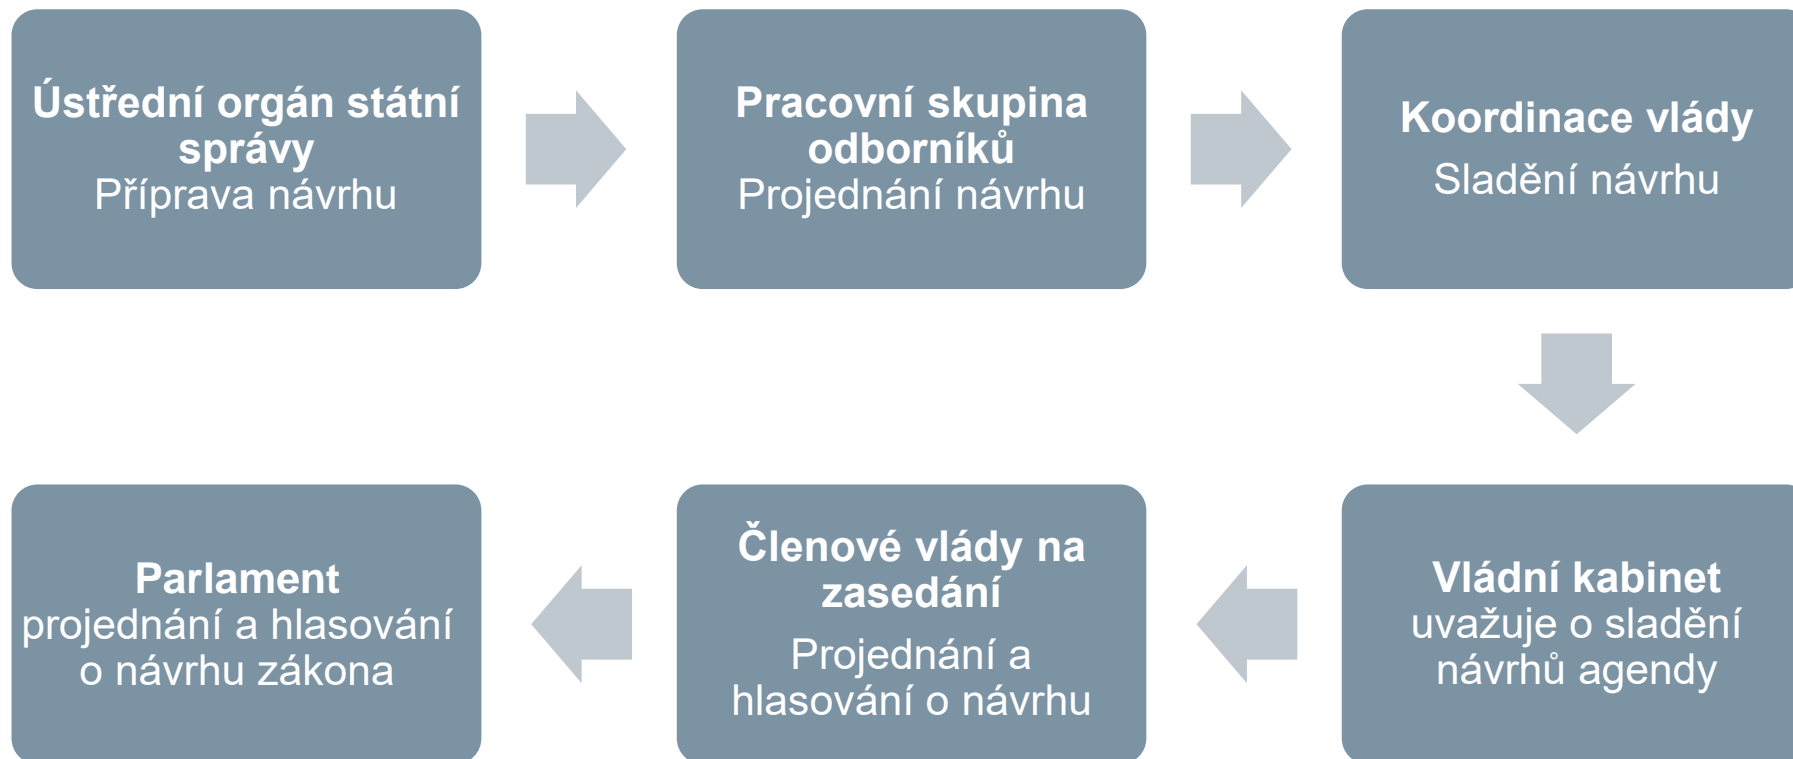 Ústřední orgán státní
správy
Příprava návrhu
Pracovní skupina
odborníků
Projednání návrhu
Koordinace vlády
Sladění návrhu
Vládní kabinet
uvažuje o sladění
návrhů agendy
Členové vlády na
zasedání
Projednání a
hlasování o návrhu
Parlament
projednání a hlasování
o návrhu zákona